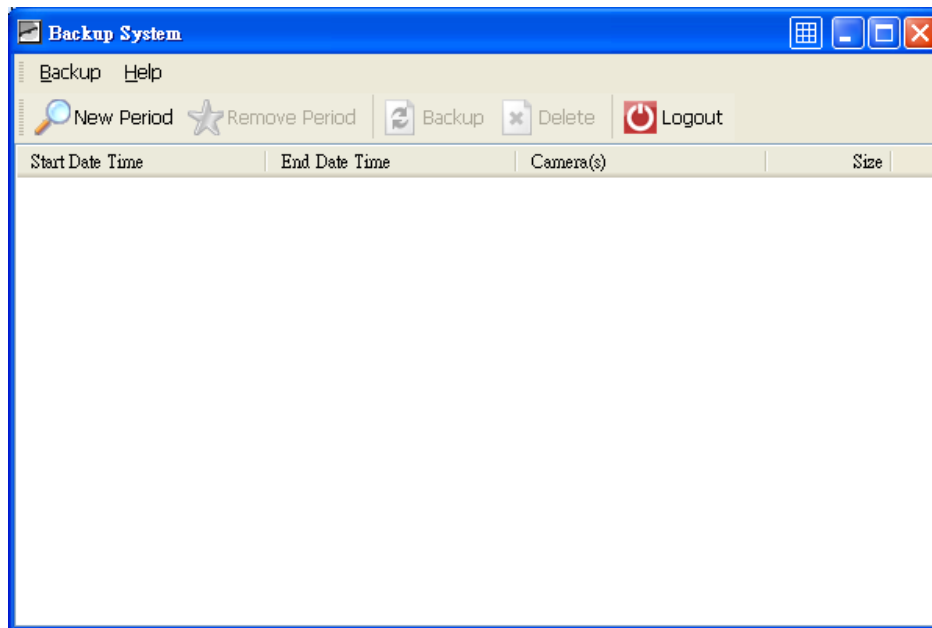 Backup System
Backup Help
New Period Remove Period Backup Delete Logout
Start Date Time End Date Time Camera(s) Size